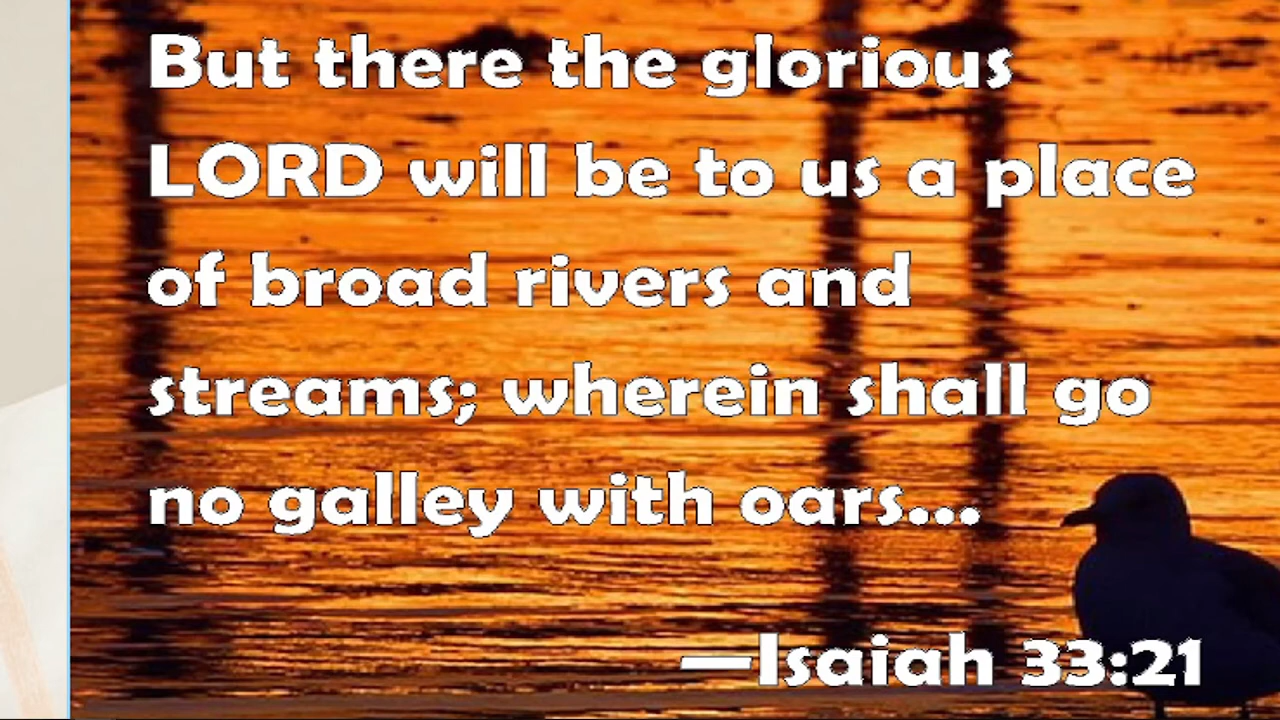 But there the glorious
LORD will be to us a place
of broad rivers and
streams; wherein shall go
no galley with oars...
—Isaiah 33:21